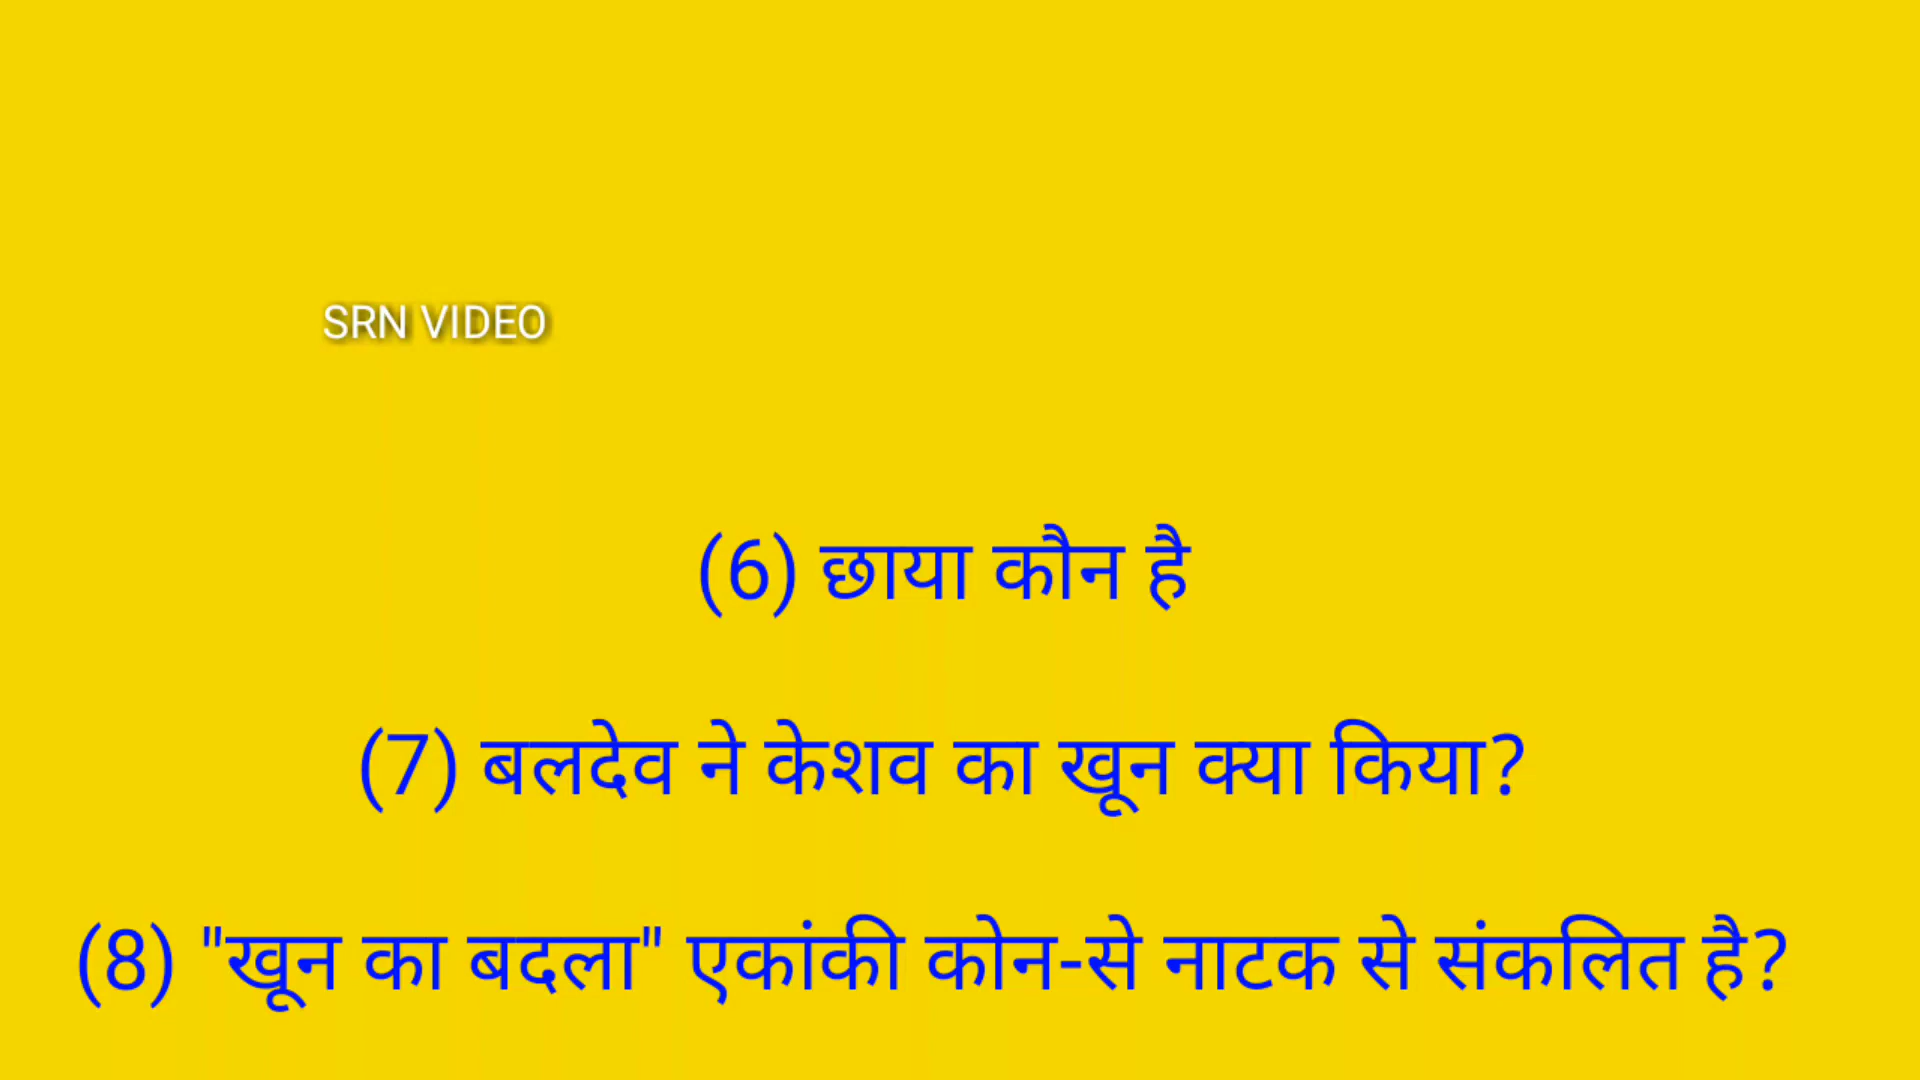 SRN VIDEO
(6) छाया कौन है
(7) बलदेव ने केशव का खून क्या किया?
(8) "खून का बदला" एकांकी कोन-से नाटक से संकलित है?